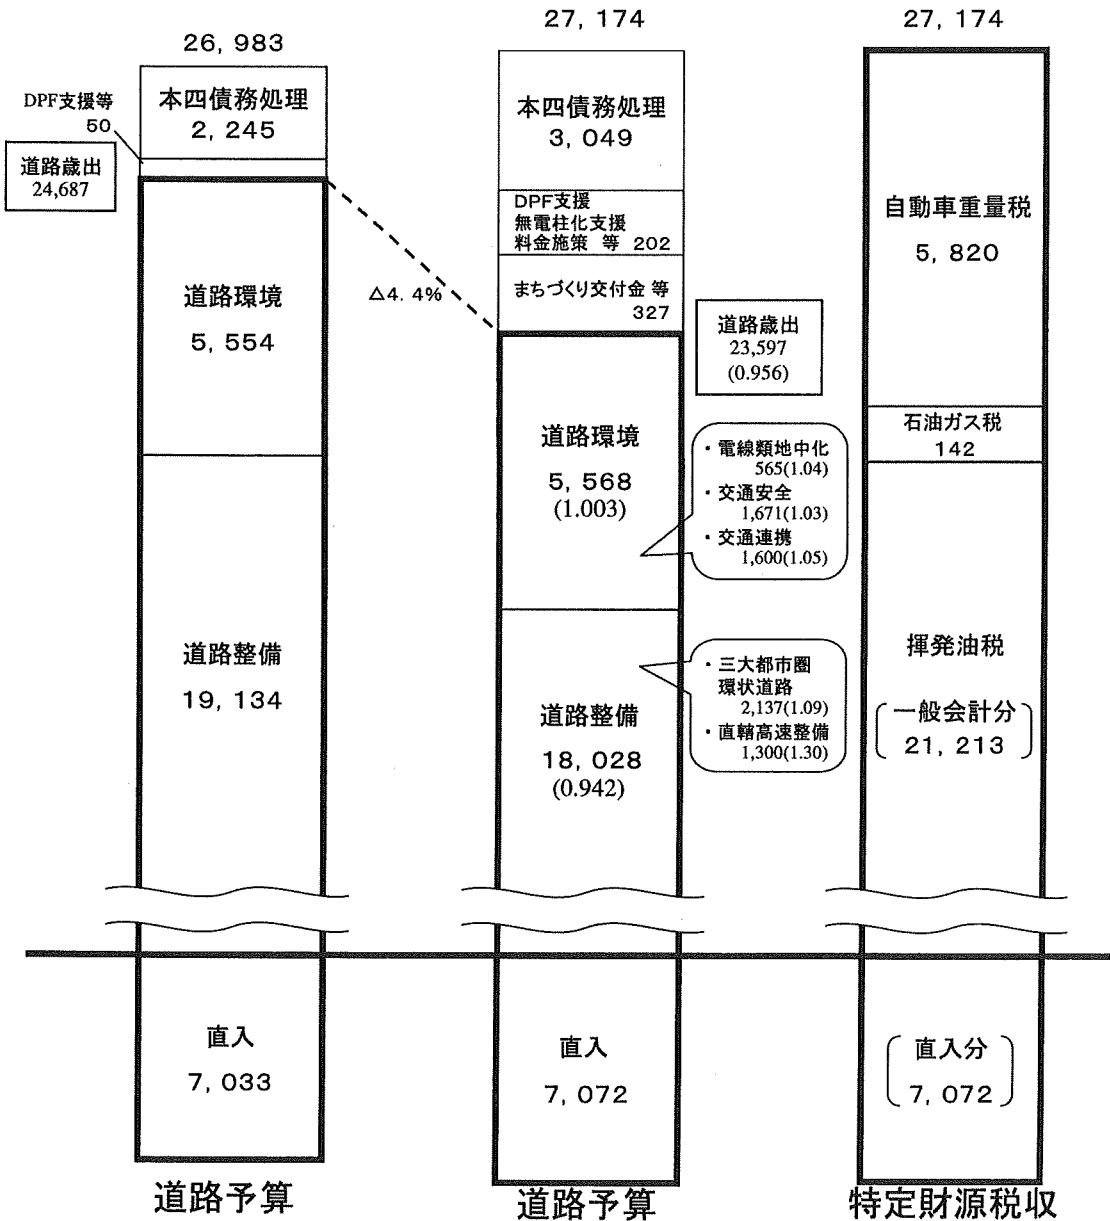 26, 983
本四債務処理
2, 245
DPF支援等
50
道路歳出
24,687
道路環境
5, 554
道路整備
19, 134
直入
7, 033
道路予算
△4. 4%
27, 174
本四債務処理
3, 049
DPF支援
無電柱化支援
料金施策 等 202
まちづくり交付金 等
327
道路歳出
23,597
(0.956)
道路環境
5, 568
(1.003)
・電線類地中化
565(1.04)
・交通安全
1,671(1.03)
・交通連携
1,600(1.05)
道路整備
18, 028
(0.942)
・三大都市圏
環状道路
2,137(1.09)
・直轄高速整備
1,300(1.30)
直入
7, 072
道路予算
27, 174
自動車重量税
5, 820
石油ガス税
142
揮発油税
一般会計分
21, 213
直入分
7, 072
特定財源税収